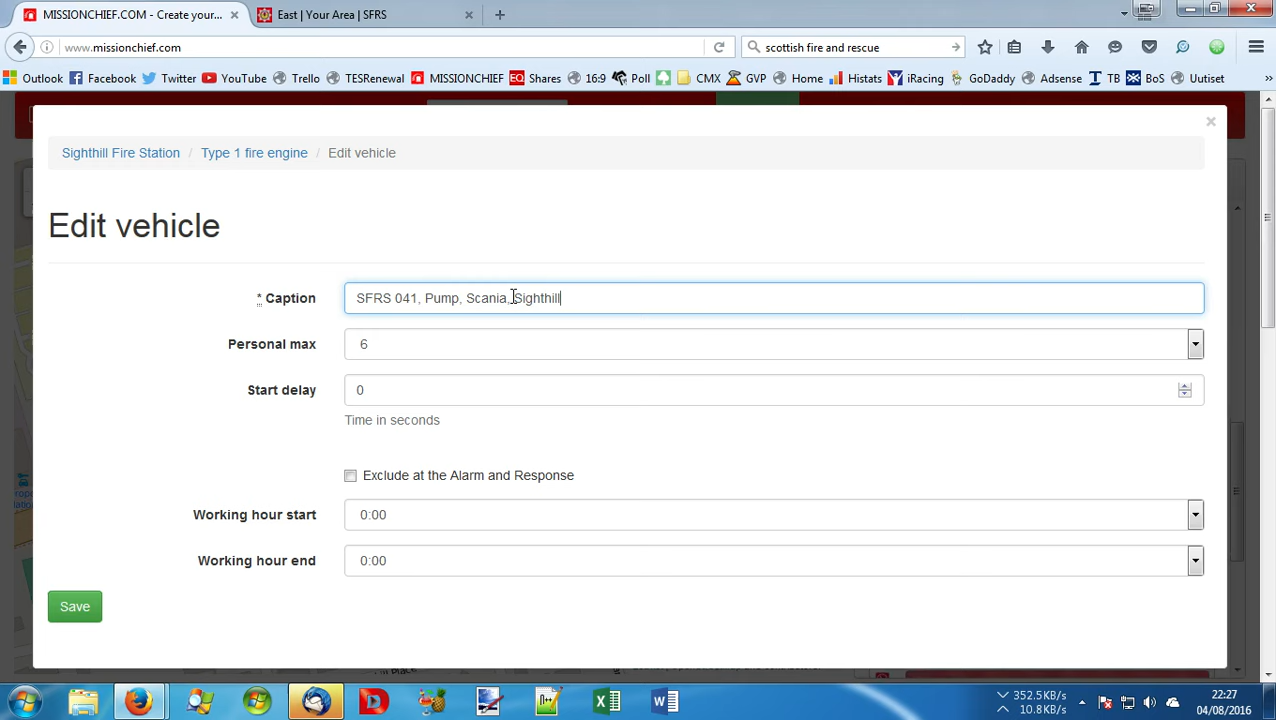 MISSIONCHIEF.COM - Create your...
East | Your Area | SFRS
www.missionchief.com
scottish fire and rescue
Outlook Facebook Twitter YouTube Trello TESRenewal MISSIONCHIEF EQ Shares 16:9 Poll CMX GVP Home Histats iRacing GoDaddy Adsense TB BoS Uutiset »
×
Sighthill Fire Station / Type 1 fire engine / Edit vehicle
Edit vehicle
* Caption SFRS 041, Pump, Scania, Sighthill
Personal max 6
Start delay 0
Time in seconds
Exclude at the Alarm and Response
Working hour start 0:00
Working hour end 0:00
Save
352.5KB/s
10.8KB/s
22:27
04/08/2016